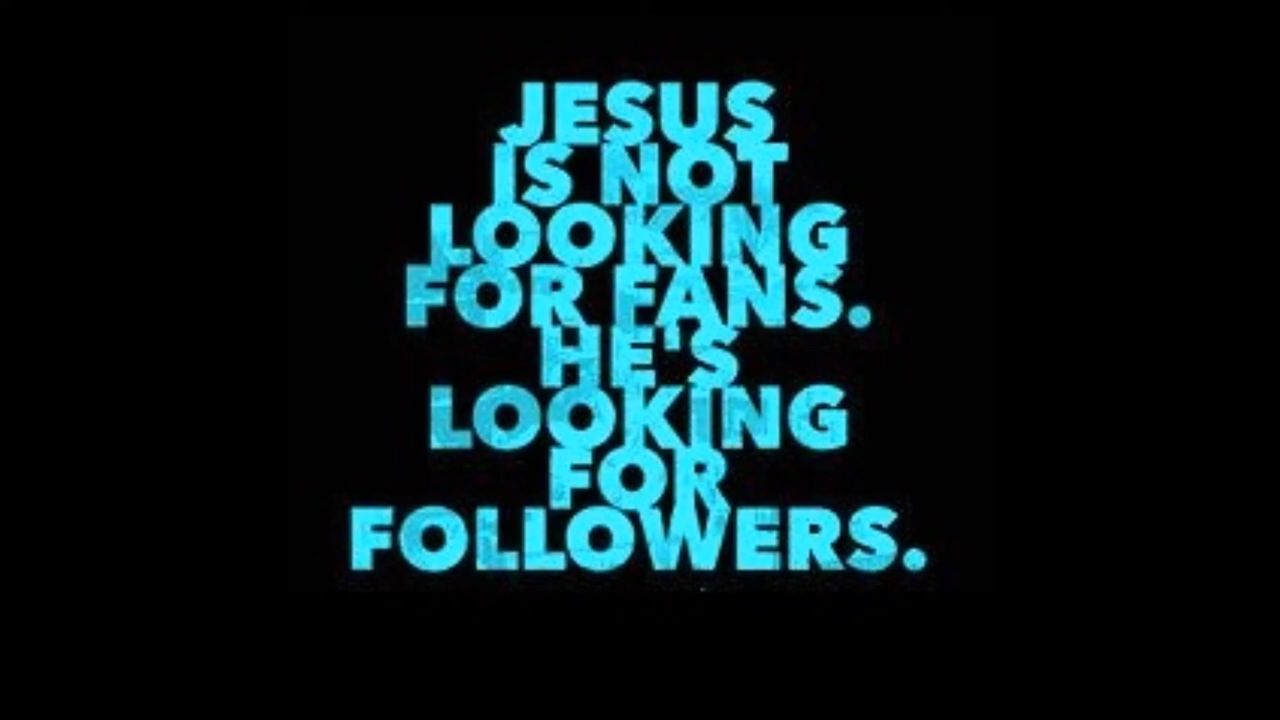 JESUS
IS NOT
LOOKING
FOR FANS.
HE'S
LOOKING
FOR
FOLLOWERS.